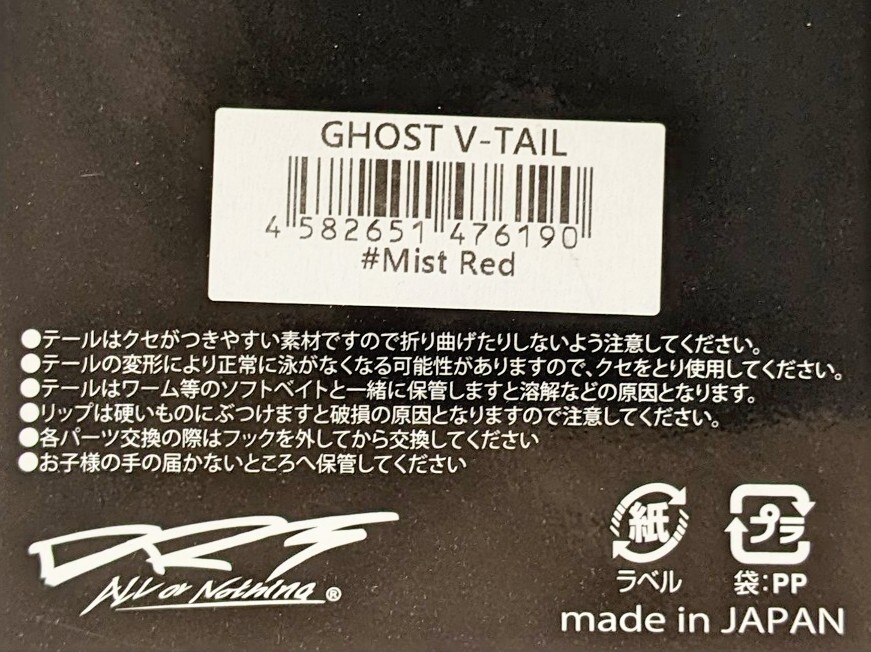 GHOST V-TAIL
4 582651 476190
#Mist Red
●テールはクセがつきやすい素材ですので折り曲げたりしないよう注意してください。
●テールの変形により正常に泳がなくなる可能性がありますので、クセをとり使用してください。
●テールはワーム等のソフトベイトと一緒に保管しますと溶解などの原因となります。
●リップは硬いものにぶつけますと破損の原因となりますので注意してください。
●各パーツ交換の際はフックを外してから交換してください
●お子様の手の届かないところへ保管してください
DRT
All or Nothing®
紙 プラ
ラベル 袋:PP
made in JAPAN